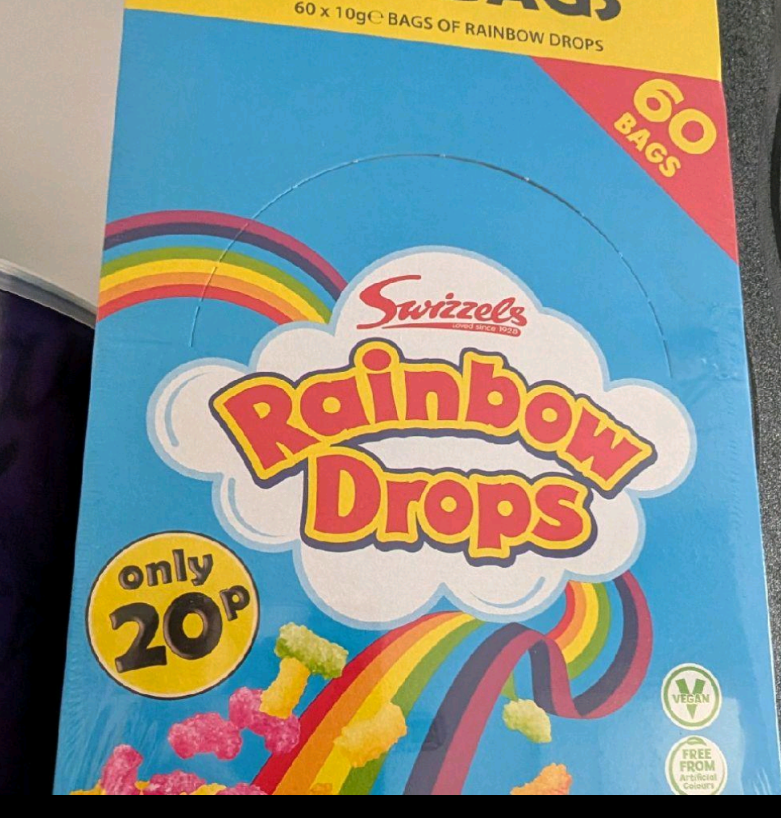 BAGS
60 x 10g℮ BAGS OF RAINBOW DROPS
60
BAGS
Swizzels
loved since 1928
Rainbow
Drops
only
20p
VEGAN
FREE
FROM
Artificial
Colours